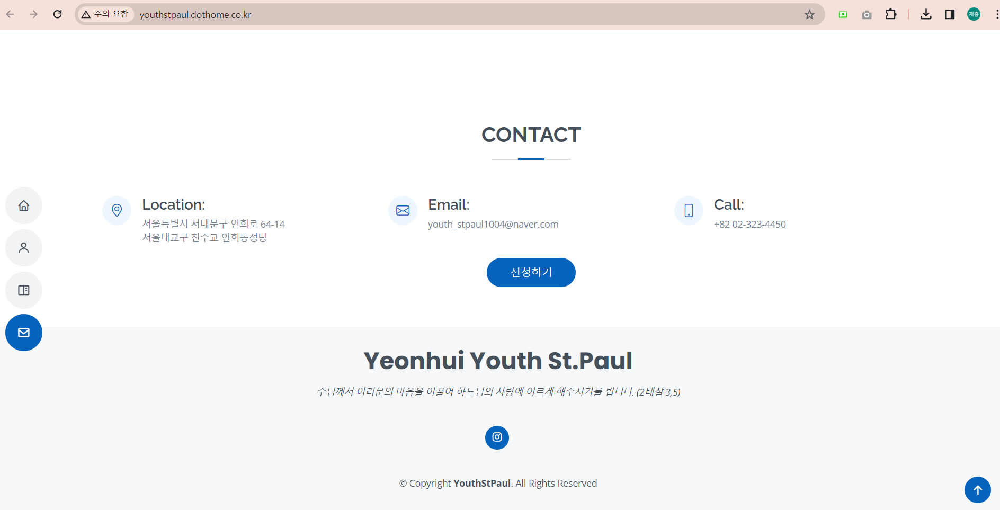 주의 요함 youthstpaul.dothome.co.kr
재홍
CONTACT
Location:
서울특별시 서대문구 연희로 64-14
서울대교구 천주교 연희동성당
Email:
youth_stpaul1004@naver.com
Call:
+82 02-323-4450
신청하기
Yeonhui Youth St.Paul
주님께서 여러분의 마음을 이끌어 하느님의 사랑에 이르게 해주시기를 빕니다. (2테살 3,5)
© Copyright YouthStPaul. All Rights Reserved